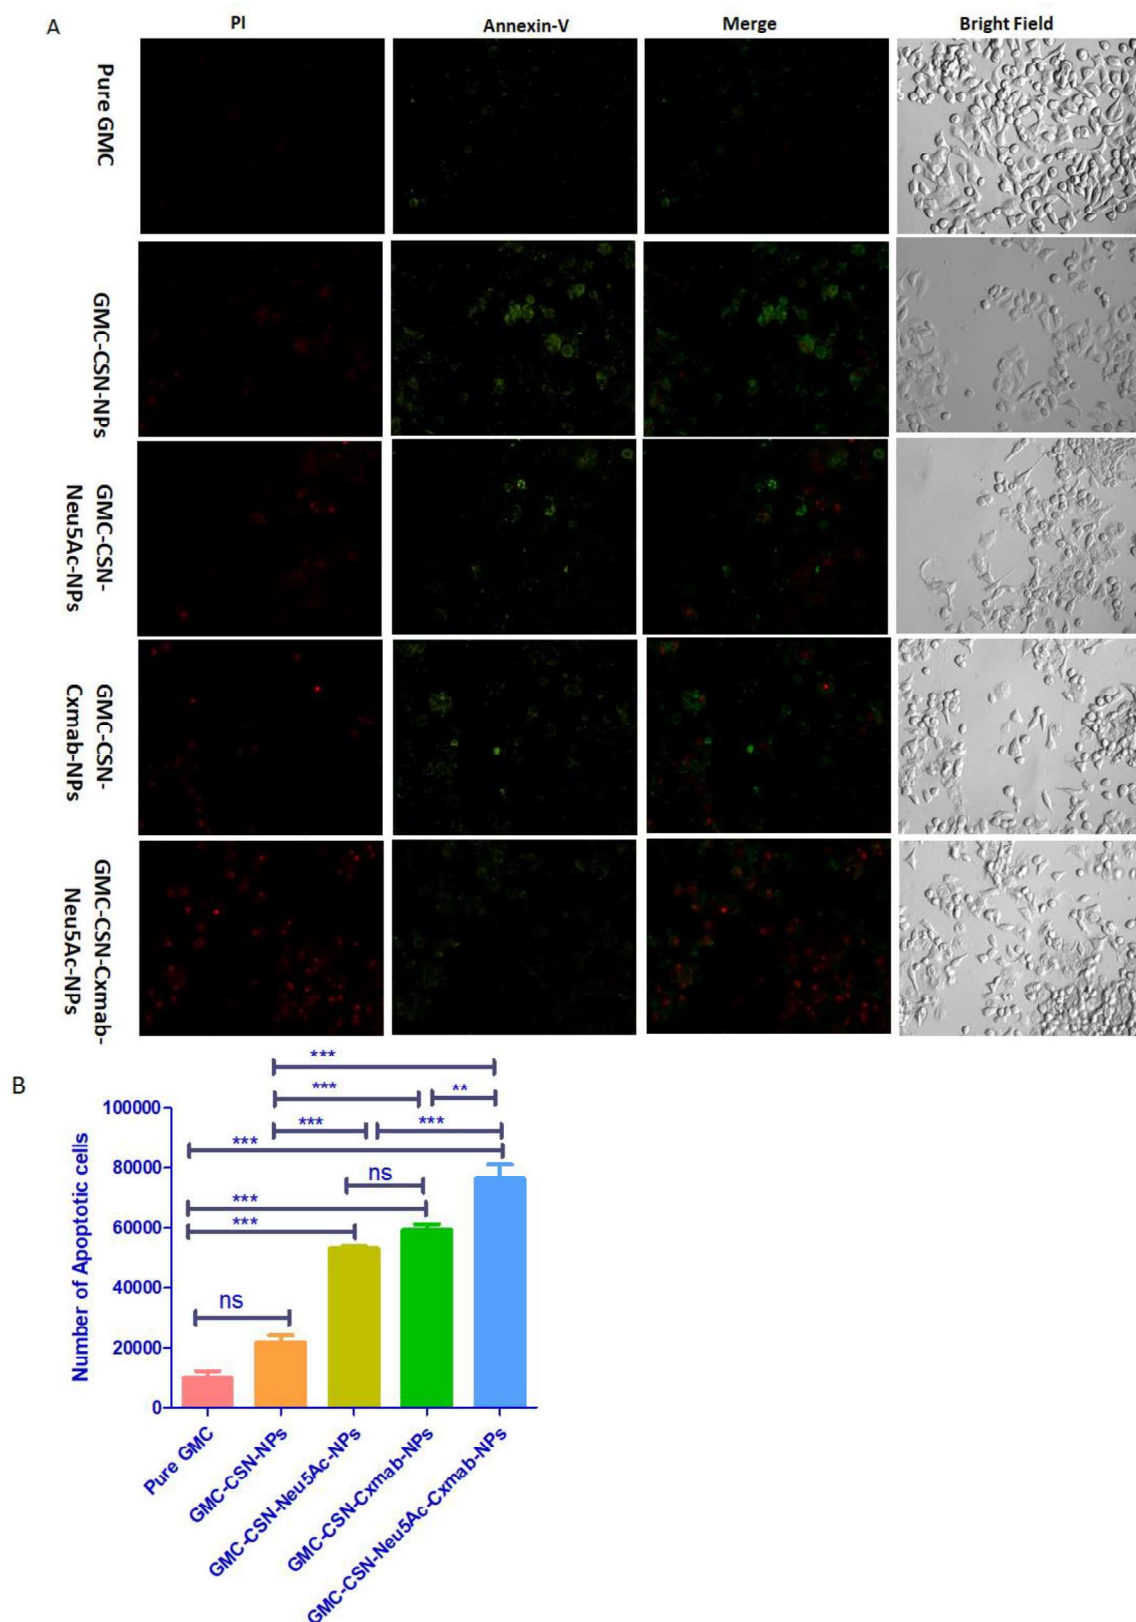 A
PI
Annexin-V
Merge
Bright Field
Pure GMC
GMC-CSN-NPs
GMC-CSN-
Neu5Ac-NPs
GMC-CSN-
Cxmab-NPs
GMC-CSN-Cxmab-
Neu5Ac-NPs
B
***
***
**
***
***
***
ns
***
***
ns
Number of Apoptotic cells
100000
80000
60000
40000
20000
0
Pure GMC
GMC-CSN-NPs
GMC-CSN-Neu5Ac-NPs
GMC-CSN-Cxmab-NPs
GMC-CSN-Neu5Ac-Cxmab-NPs